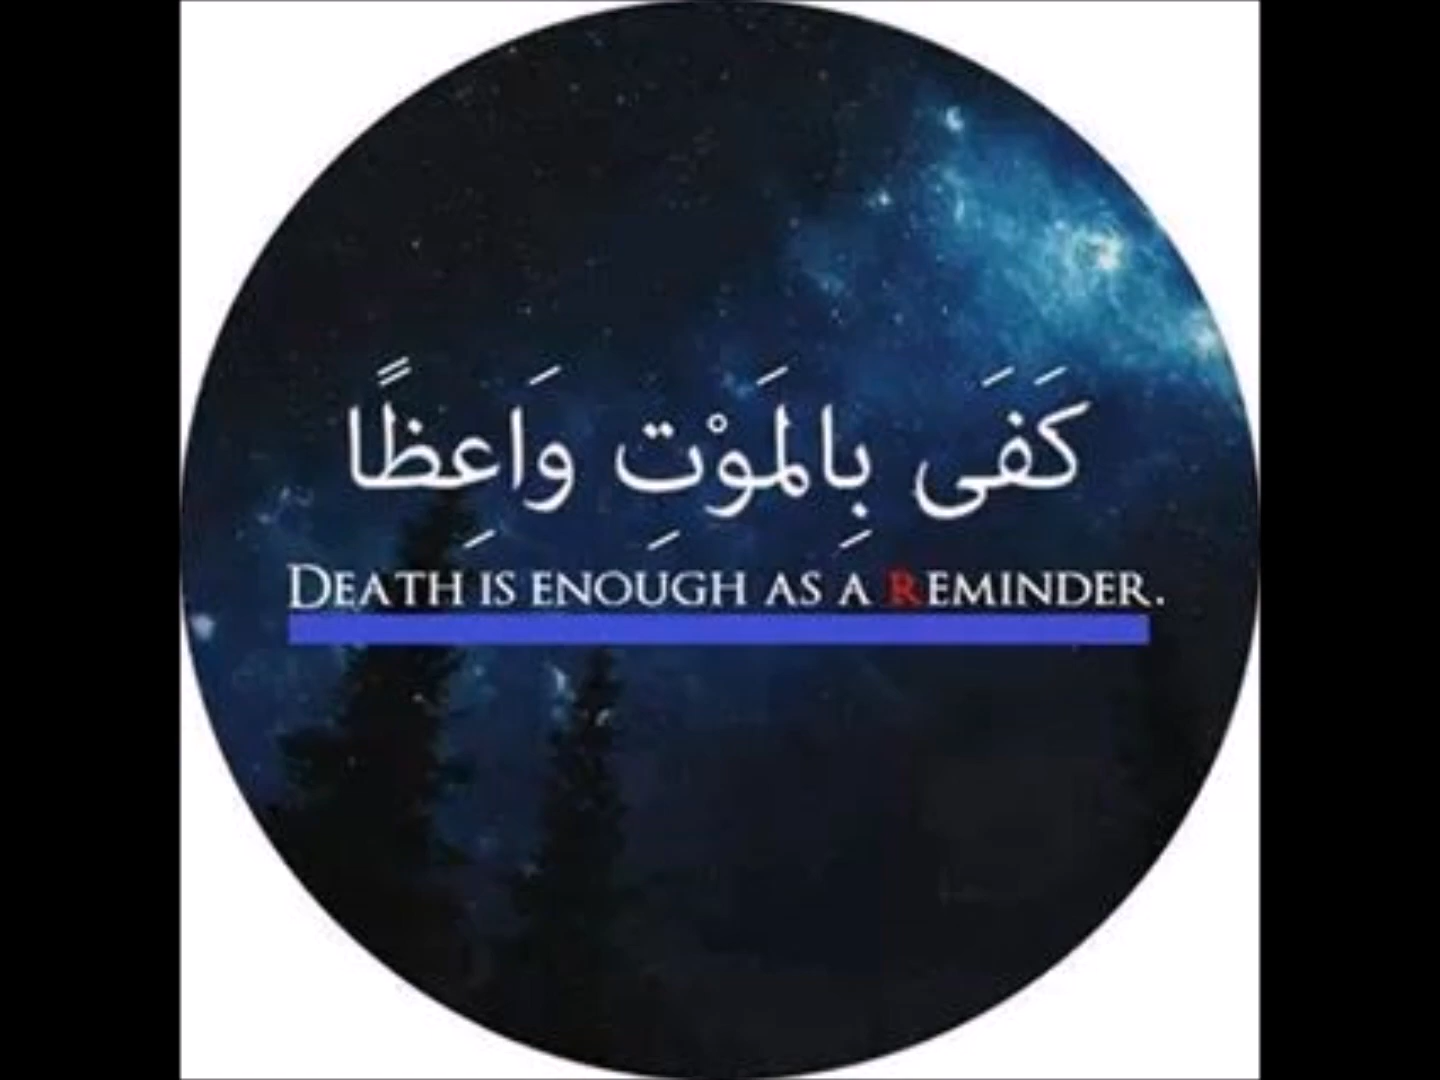 كَفَى بِالمَوْتِ وَاعِظًا
DEATH IS ENOUGH AS A REMINDER.